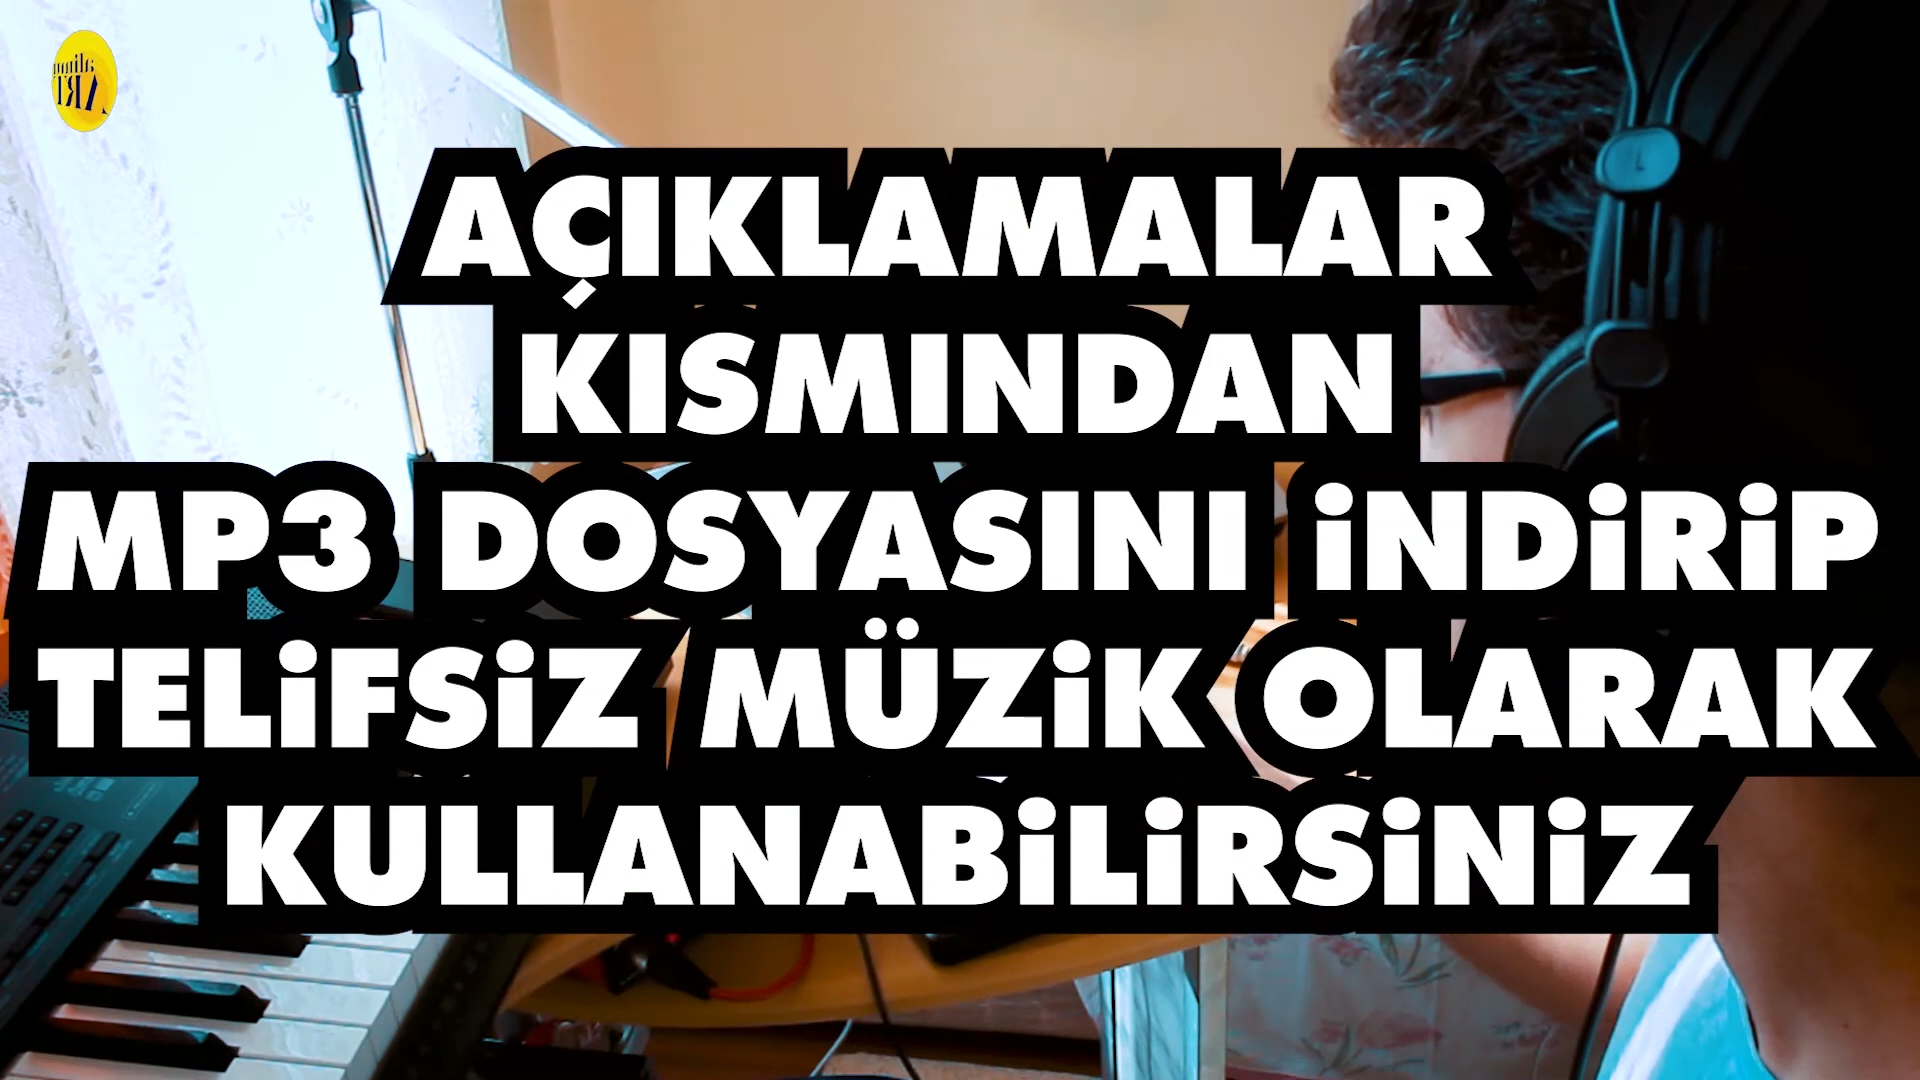 AÇIKLAMALAR
KISMINDAN
MP3 DOSYASINI İNDİRİP
TELİFSİZ MÜZİK OLARAK
KULLANABİLİRSİNİZ
L